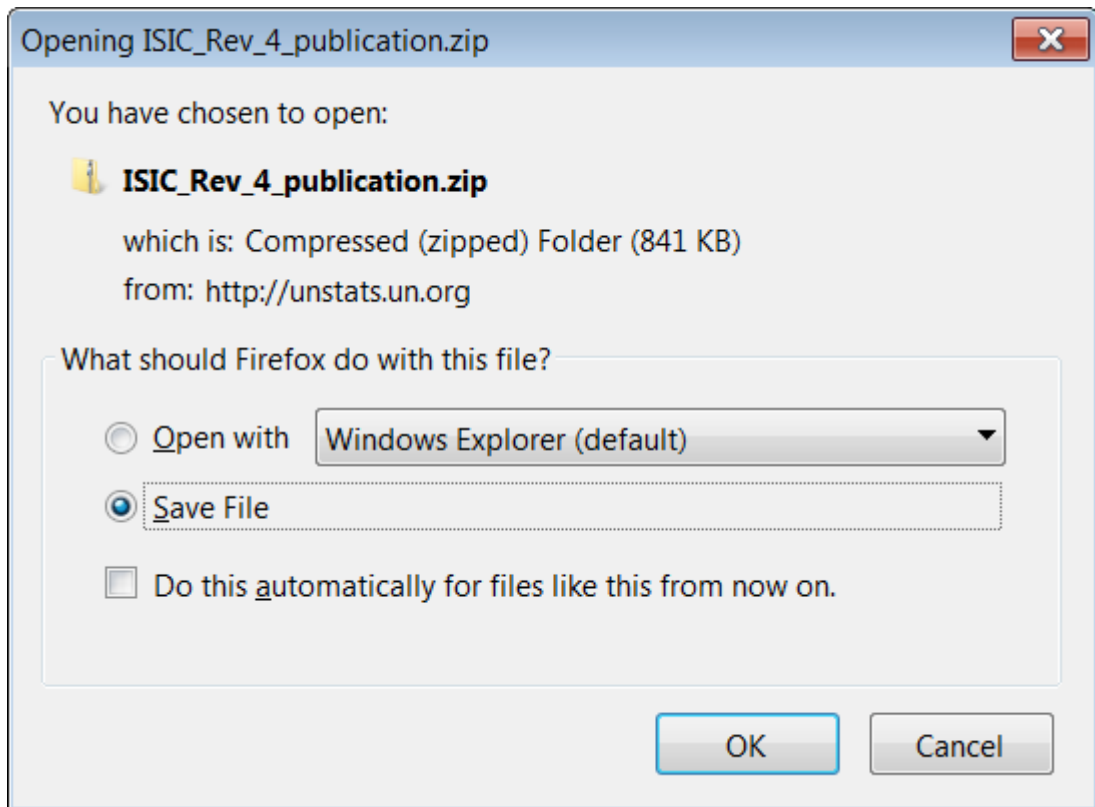 Opening ISIC_Rev_4_publication.zip
You have chosen to open:
ISIC_Rev_4_publication.zip
which is: Compressed (zipped) Folder (841 KB)
from: http://unstats.un.org
What should Firefox do with this file?
Open with Windows Explorer (default)
Save File
Do this automatically for files like this from now on.
OK Cancel